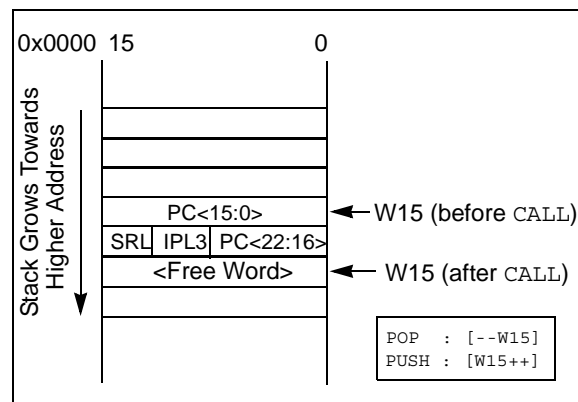 0x0000 15 0
Stack Grows Towards
Higher Address
PC<15:0>
W15 (before CALL)
SRL IPL3 PC<22:16>
<Free Word>
W15 (after CALL)
POP : [--W15]
PUSH : [W15++]